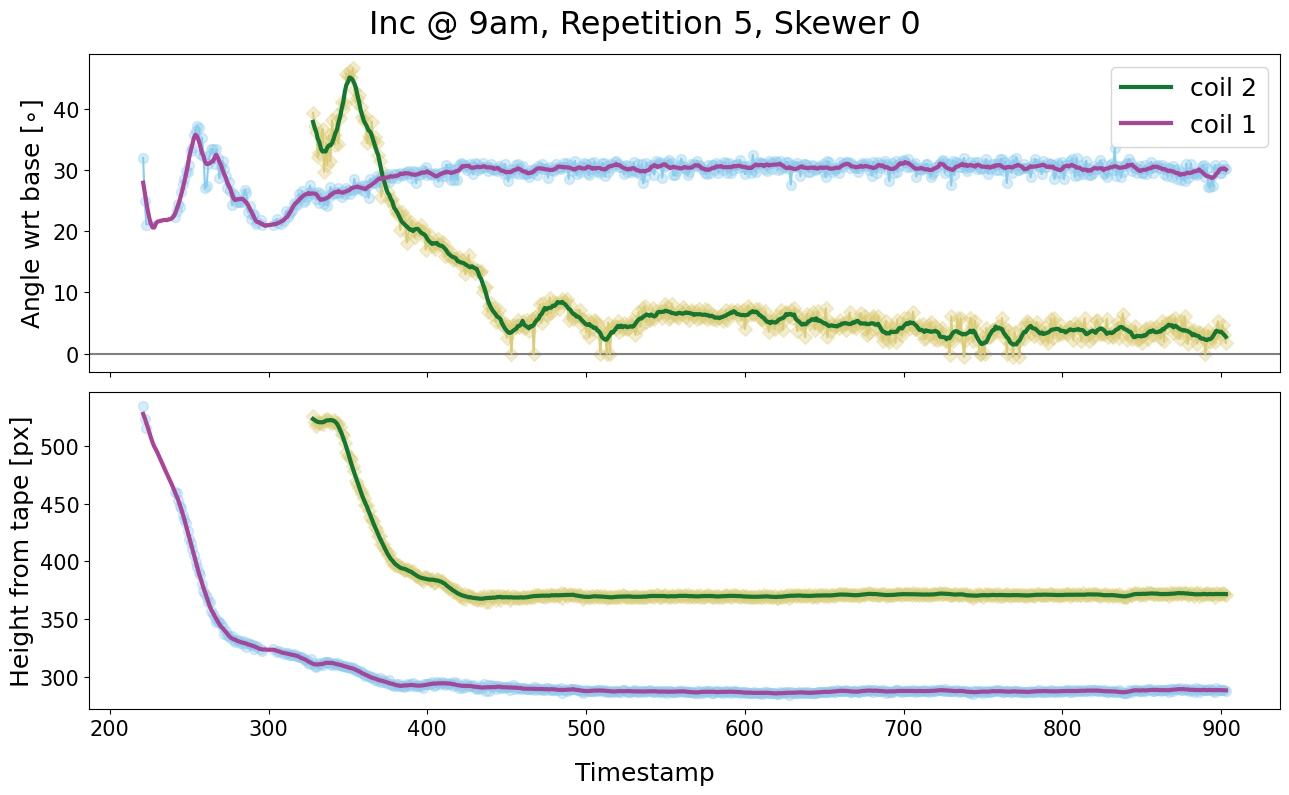 Inc @ 9am, Repetition 5, Skewer 0
Angle wrt base [∘]
40
30
20
10
0
coil 2
coil 1
Height from tape [px]
500
450
400
350
300
200 300 400 500 600 700 800 900
Timestamp